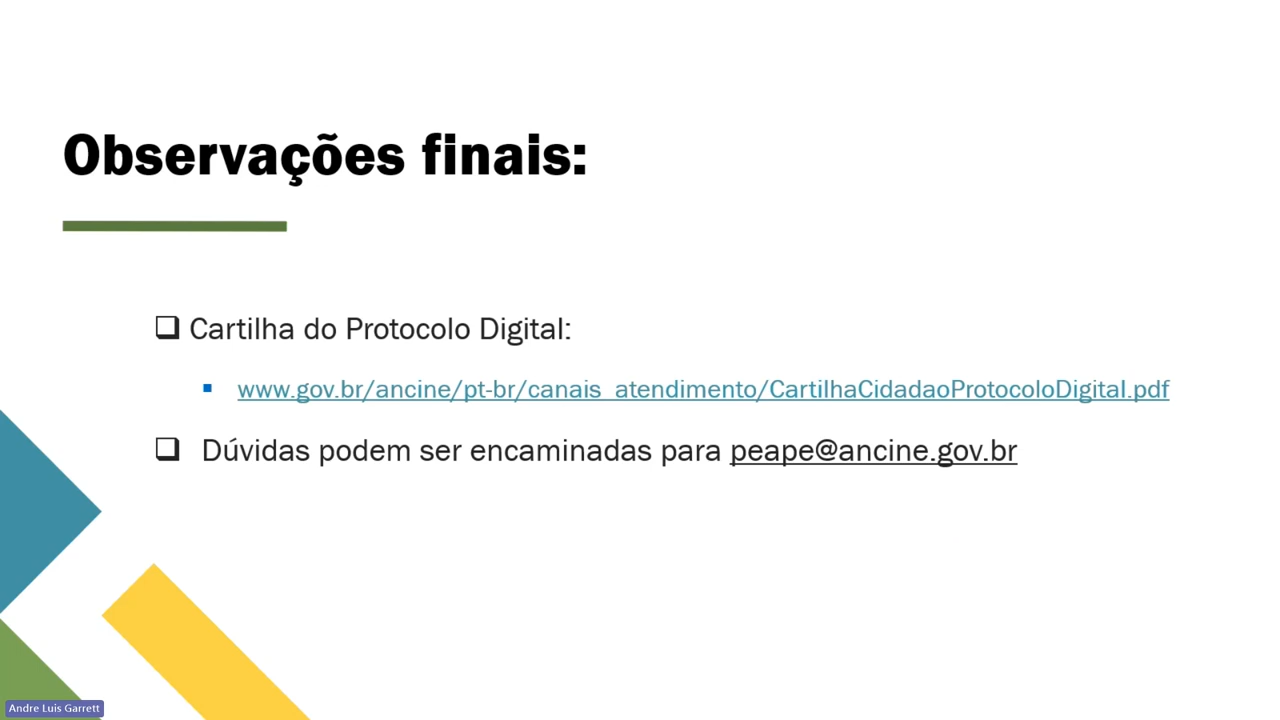 Observações finais:
Cartilha do Protocolo Digital:
www.gov.br/ancine/pt-br/canais_atendimento/CartilhaCidadaoProtocoloDigital.pdf
Dúvidas podem ser encaminadas para peape@ancine.gov.br
Andre Luis Garrett